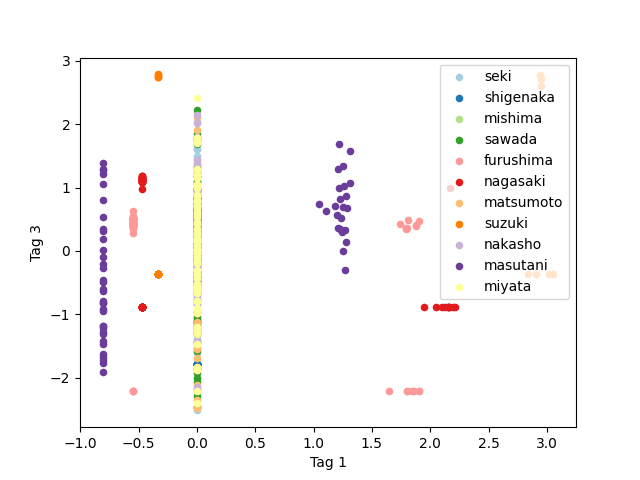 3
2
1
0
−1
−2
Tag 3
−1.0
−0.5
0.0
0.5
1.0
1.5
2.0
2.5
3.0
Tag 1
seki
shigenaka
mishima
sawada
furushima
nagasaki
matsumoto
suzuki
nakasho
masutani
miyata